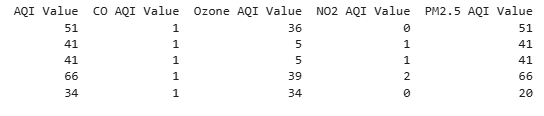 AQI Value  CO AQI Value  Ozone AQI Value  NO2 AQI Value  PM2.5 AQI Value
51  1  36  0  51
41  1  5  1  41
41  1  5  1  41
66  1  39  2  66
34  1  34  0  20